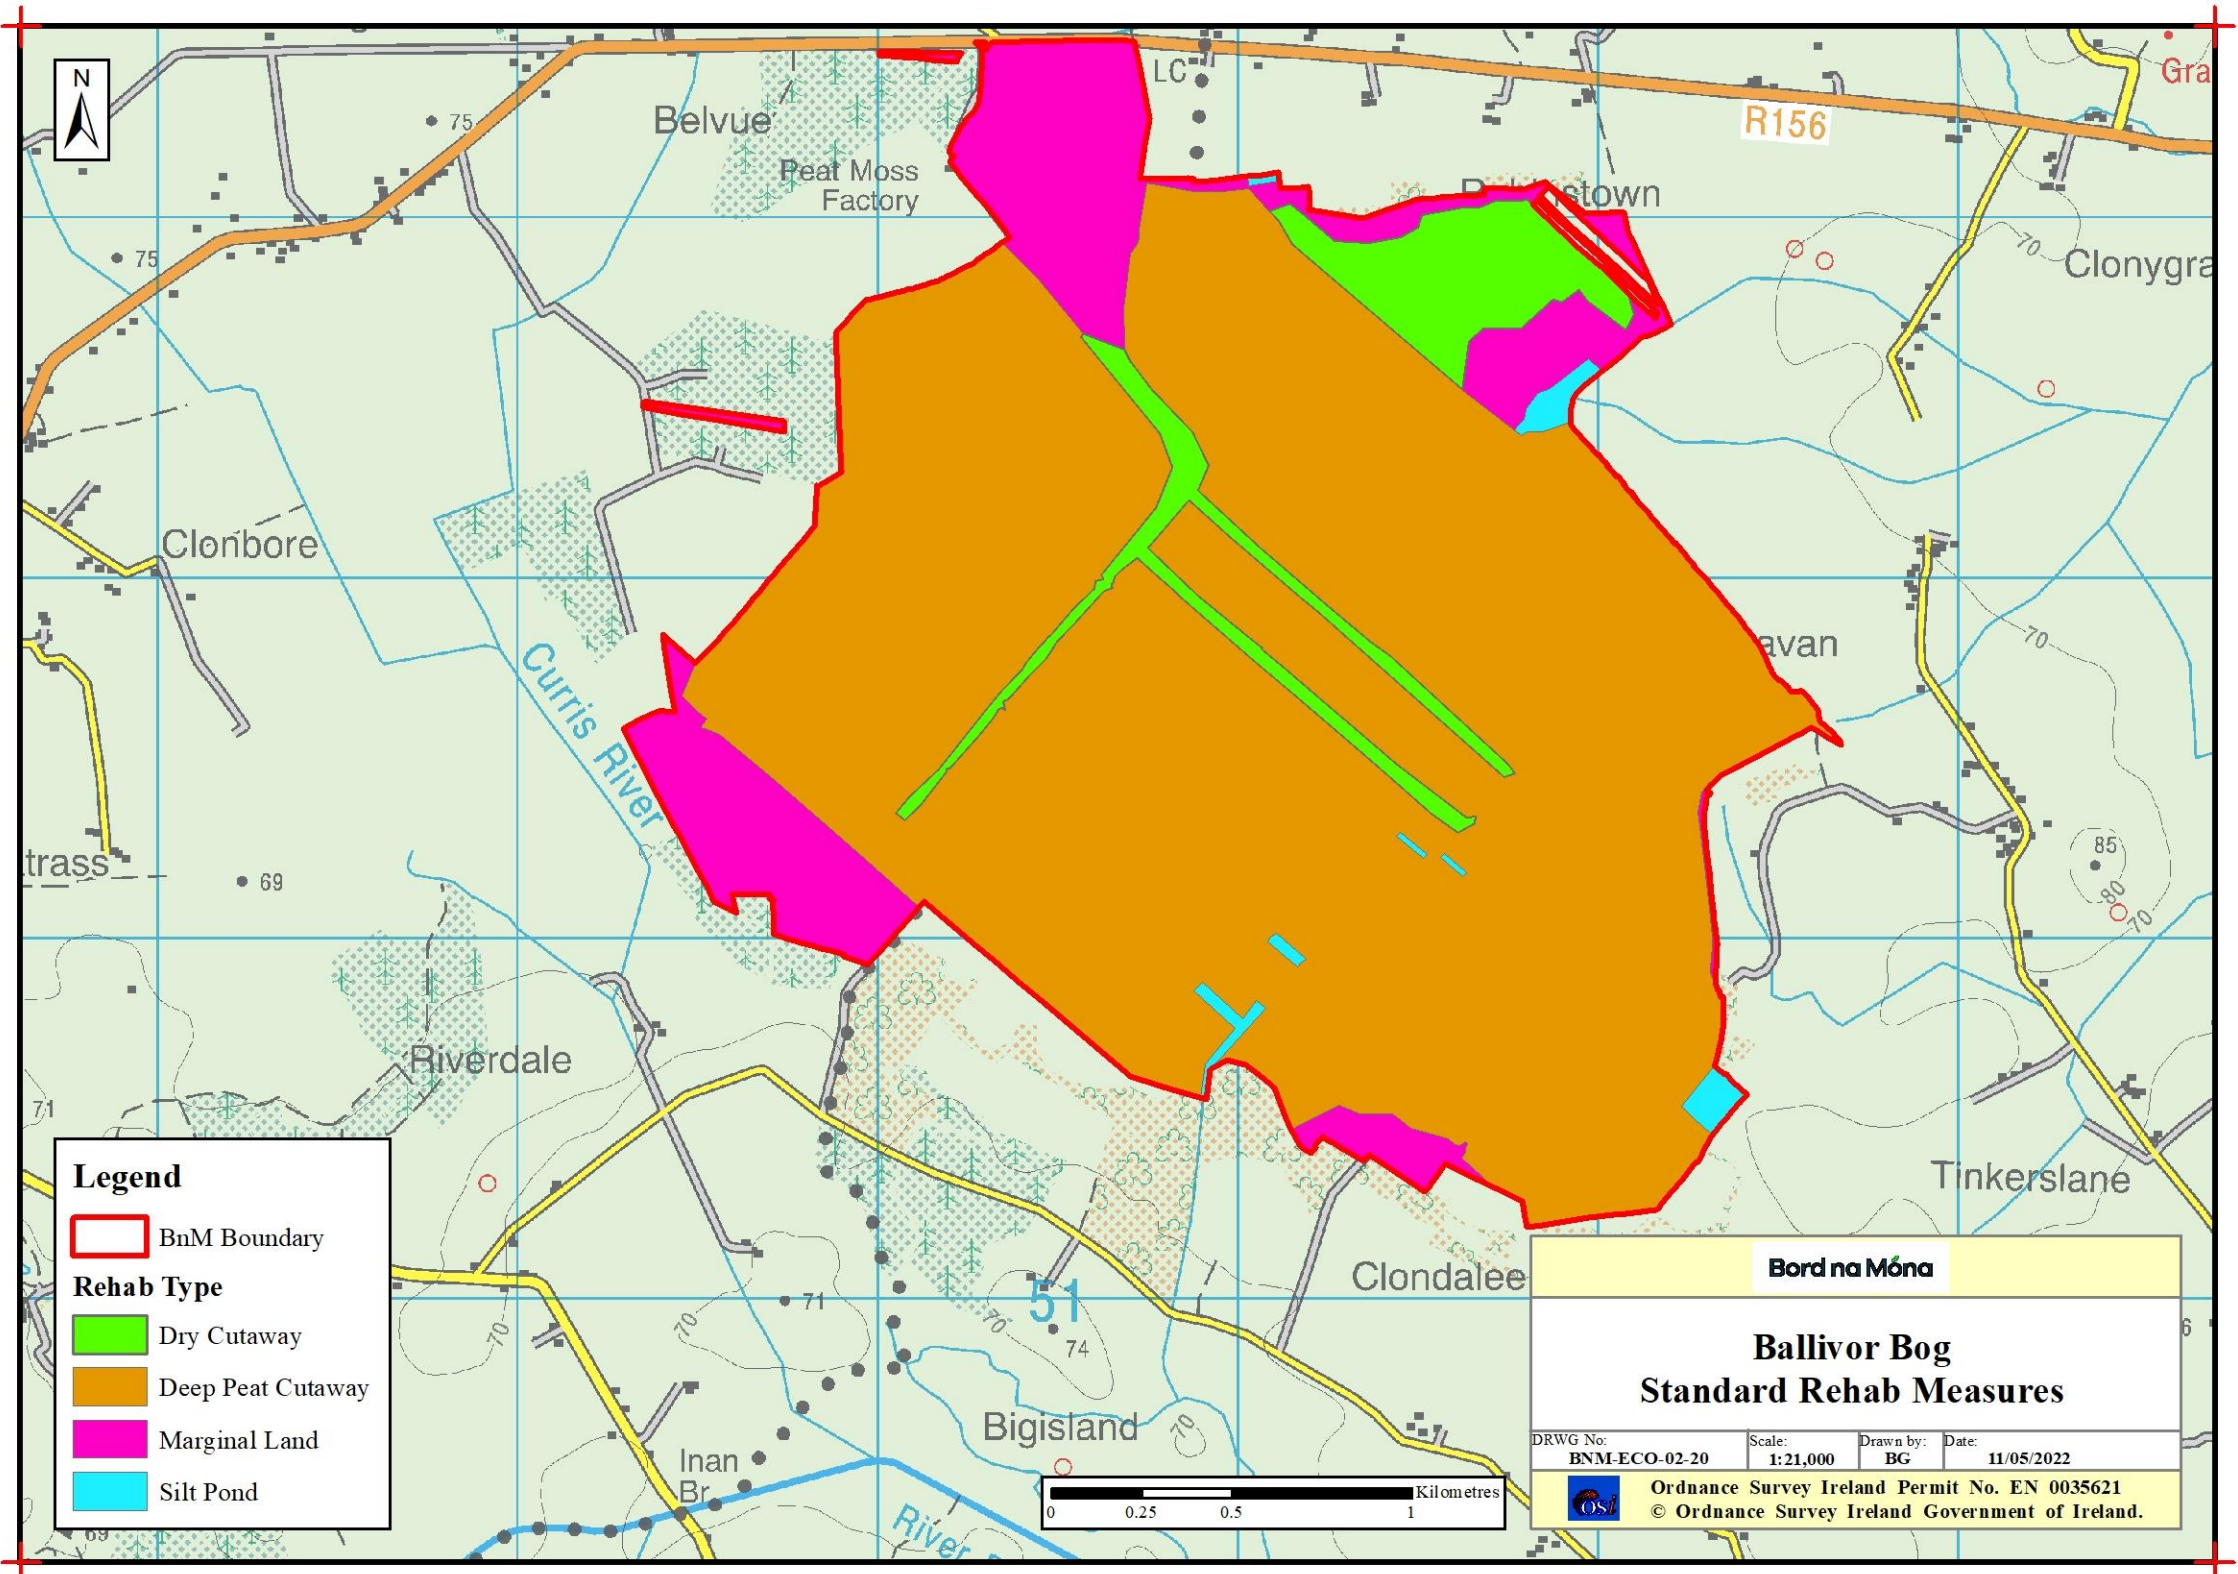 N
LC
Gra
Belvue
75
R156
Peat Moss
Factory
stown
70
Clonygra
75
Clonbore
Curris River
avan
70
trass
69
85
80
70
Riverdale
71
Tinkerslane
Clondalee
51
71
70
70
70
74
Bigisland
70
Inan
Br
River
69
6
Legend
BnM Boundary
Rehab Type
Dry Cutaway
Deep Peat Cutaway
Marginal Land
Silt Pond
Kilometres
0 0.25 0.5 1
Bord na Móna
Ballivor Bog
Standard Rehab Measures
DRWG No: Scale: Drawn by: Date:
BNM-ECO-02-20 1:21,000 BG 11/05/2022
osi
Ordnance Survey Ireland Permit No. EN 0035621
© Ordnance Survey Ireland Government of Ireland.